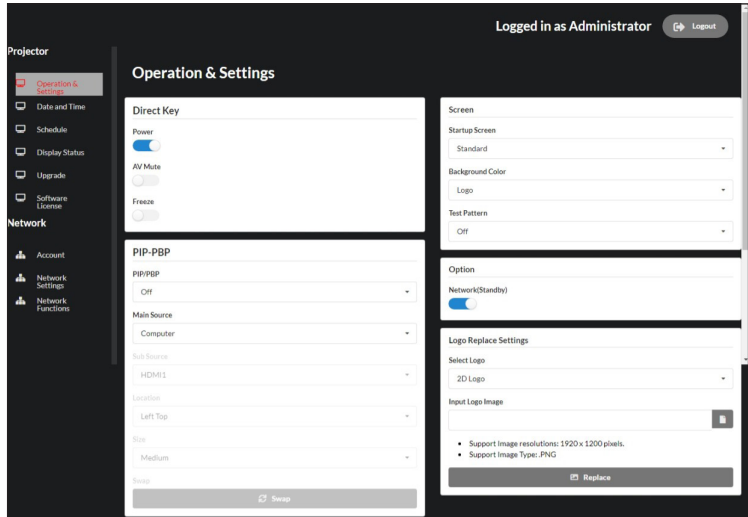 Logged in as Administrator
Logout
Projector
Operation &
Settings
Date and Time
Schedule
Display Status
Upgrade
Software
License
Network
Account
Network
Settings
Network
Functions
Operation & Settings
Direct Key
Power
AV Mute
Freeze
PIP-PBP
PIP/PBP
Off
Main Source
Computer
Sub Source
HDMI1
Location
Left Top
Size
Medium
Swap
Swap
Screen
Startup Screen
Standard
Background Color
Logo
Test Pattern
Off
Option
Network(Standby)
Logo Replace Settings
Select Logo
2D Logo
Input Logo Image
• Support Image resolutions: 1920 x 1200 pixels.
• Support Image Type: .PNG
Replace